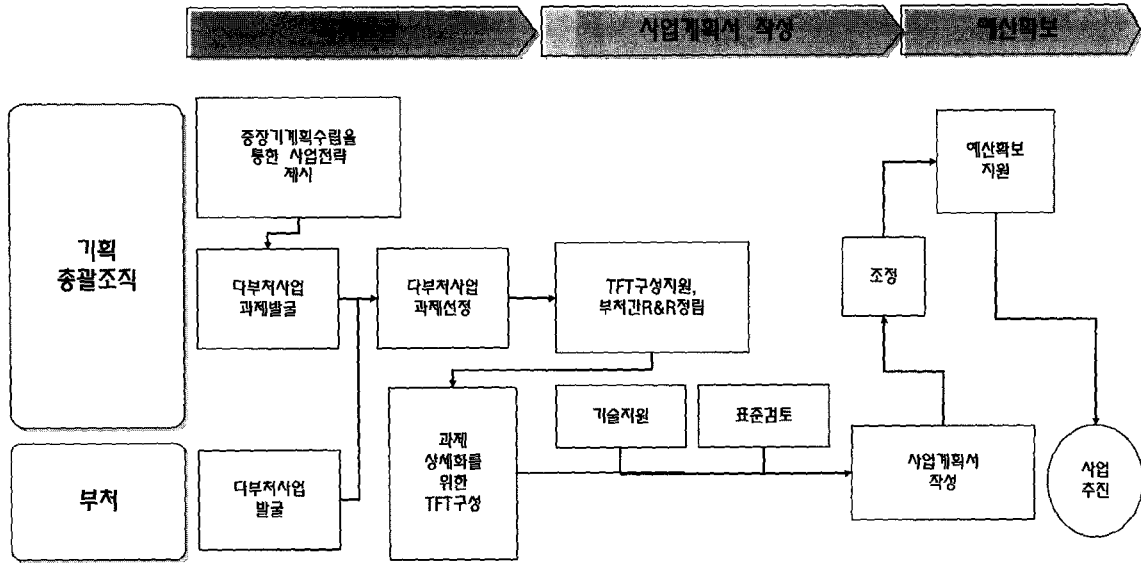 사업계획서 작성
예산확보
중장기계획수립을
통한 사업전략
제시
예산확보
지원
기획
총괄조직
다부처사업
과제발굴
다부처사업
과제선정
TFT구성지원,
부처간R&R정립
조정
과제
상세화를
위한
TFT구성
기술지원
표준검토
사업계획서
작성
사업
추진
부처
다부처사업
발굴